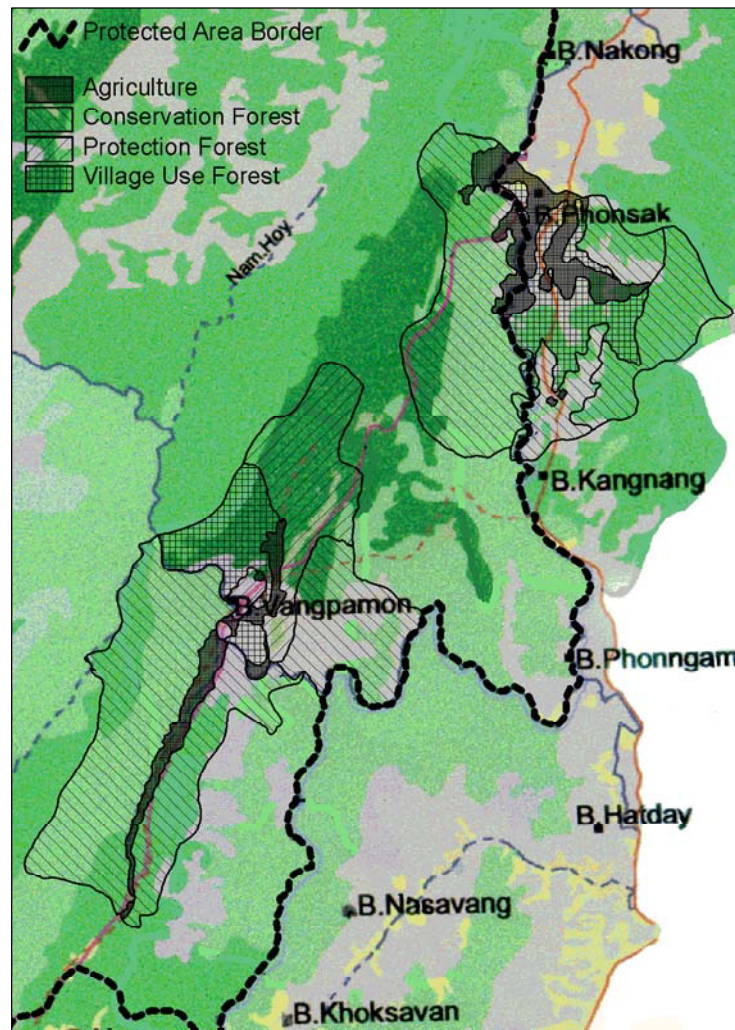 Protected Area Border
Agriculture
Conservation Forest
Protection Forest
Village Use Forest
B.Nakong
B.Phonsak
Nam.Hoy
B.Kangnang
B.Vangpamon
B.Phonngam
B.Hatday
B.Nasavang
B.Khoksavan